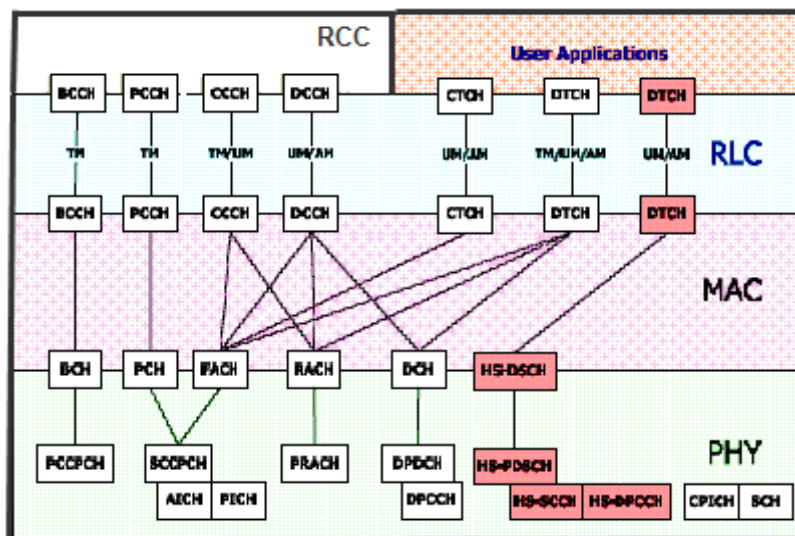 RCC
User Applications
BCCH PCCH CCCH DCCH CTCH DTCH DTCH
TM TM TM/UM UM/AM UM/AM TM/UM/AM UM/AM RLC
BCCH PCCH CCCH DCCH CTCH DTCH DTCH
MAC
BCH PCH FACH RACH DCH HS-DSCH
PCCPCH SCCPCH PRACH DPDCH HS-PDSCH PHY
AICH PICH DPCCH HS-SCCH HS-DPCCH CPICH SCH